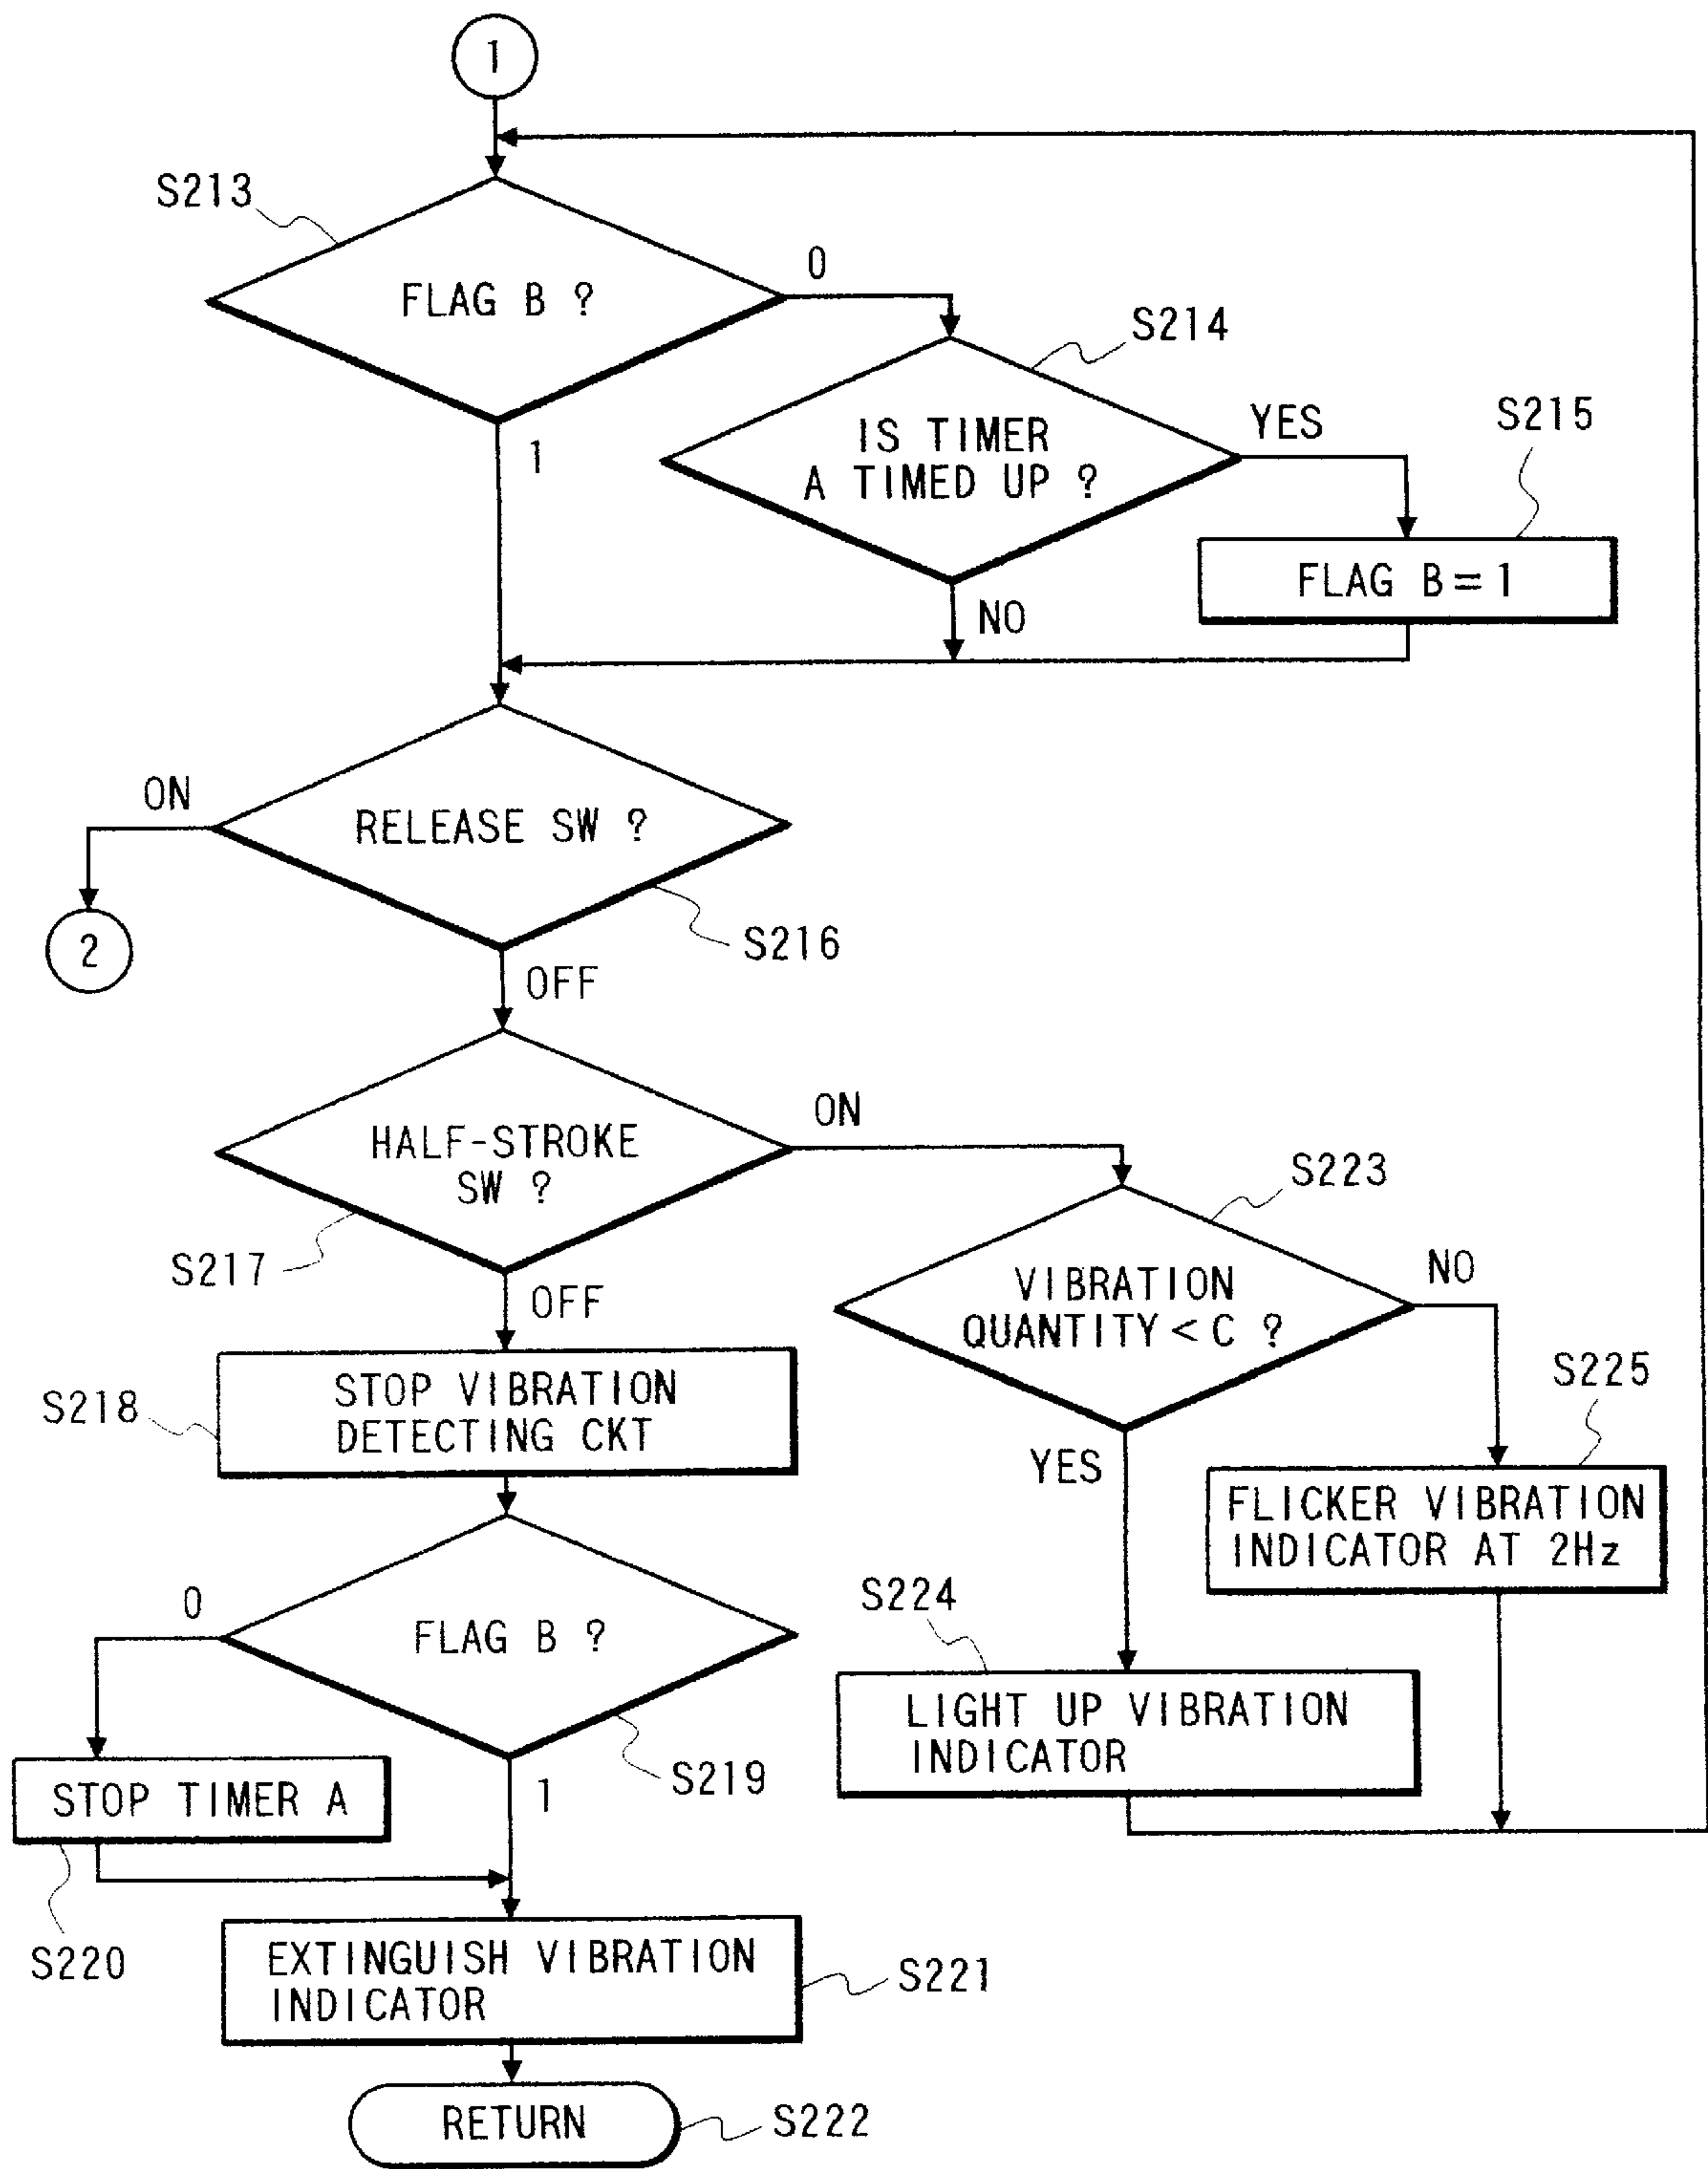 1
S213
FLAG B ?
0
1
S214
IS TIMER
A TIMED UP ?
YES
NO
S215
FLAG B=1
RELEASE SW ?
ON
2
S216
OFF
HALF-STROKE
SW ?
ON
S217
OFF
S223
VIBRATION
QUANTITY<C ?
NO
YES
S218
STOP VIBRATION
DETECTING CKT
S225
FLICKER VIBRATION
INDICATOR AT 2Hz
S224
LIGHT UP VIBRATION
INDICATOR
0
FLAG B ?
S219
1
STOP TIMER A
S220
EXTINGUISH VIBRATION
INDICATOR
S221
RETURN
S222